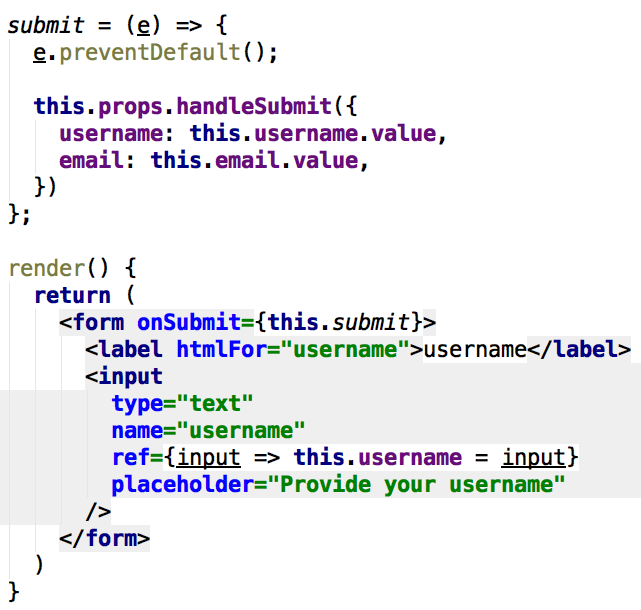 submit = (e) => {
  e.preventDefault();

  this.props.handleSubmit({
    username: this.username.value,
    email: this.email.value,
  })
};

render() {
  return (
    <form onSubmit={this.submit}>
      <label htmlFor="username">username</label>
      <input
        type="text"
        name="username"
        ref={input => this.username = input}
        placeholder="Provide your username"
      />
    </form>
  )
}